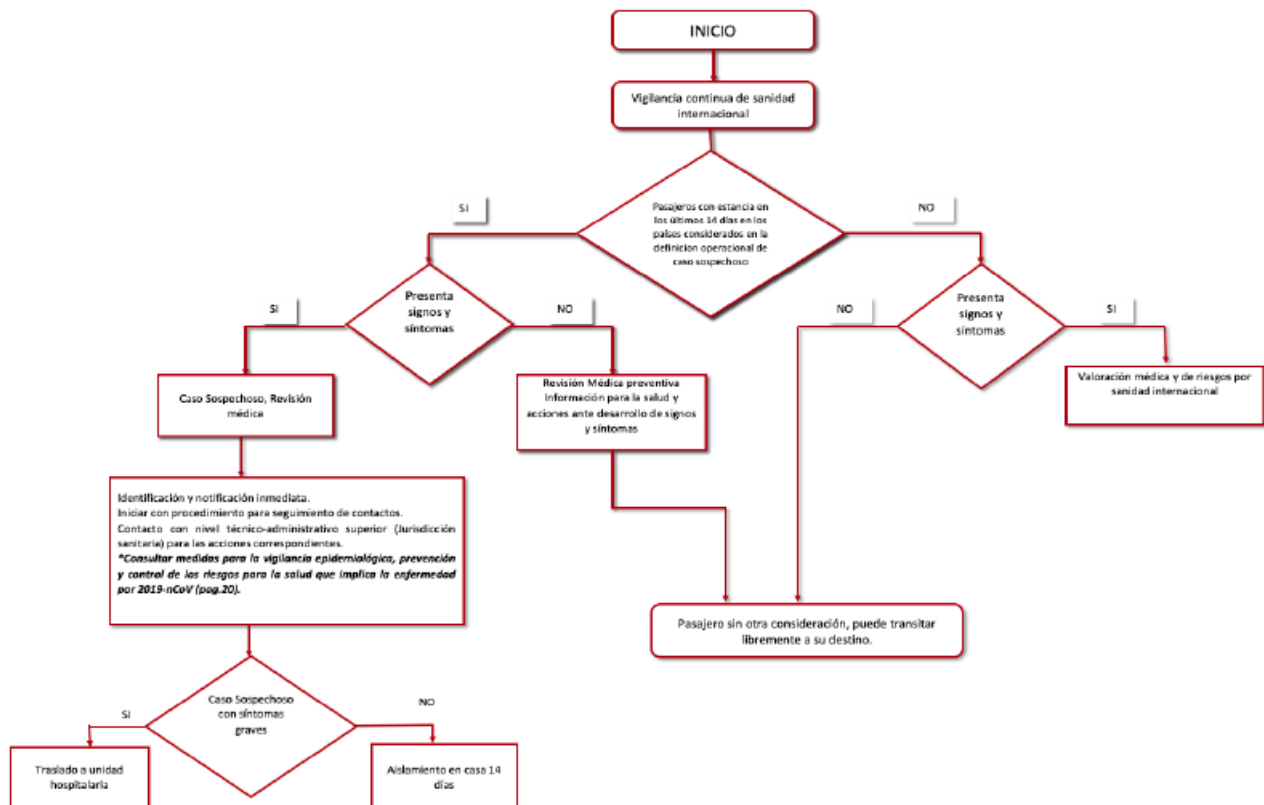 INICIO
Vigilancia continua de sanidad
internacional
Pasajeros con estancia en
los últimos 14 días en los
países considerados en la
definicion operacional de
caso sospechoso
SI
NO
Presenta
signos y
síntomas
SI
NO
Presenta
signos y
síntomas
NO
SI
Caso Sospechoso, Revisión
médica
Revisión Médica preventiva
Información para la salud y
acciones ante desarrollo de signos
y síntomas
Valoración médica y de riesgos por
sanidad internacional
Identificación y notificación inmediata.
Iniciar con procedimiento para seguimiento de contactos.
Contacto con nivel técnico-administrativo superior (Jurisdicción
sanitaria) para las acciones correspondientes.
*Consultar medidas para la vigilancia epidemiológica, prevención
y control de los riesgos para la salud que implica la enfermedad
por 2019-nCoV (pag.20).
Pasajero sin otra consideración, puede transitar
libremente a su destino.
Caso Sospechoso
con síntomas
graves
SI
NO
Traslado a unidad
hospitalaria
Aislamiento en casa 14
días